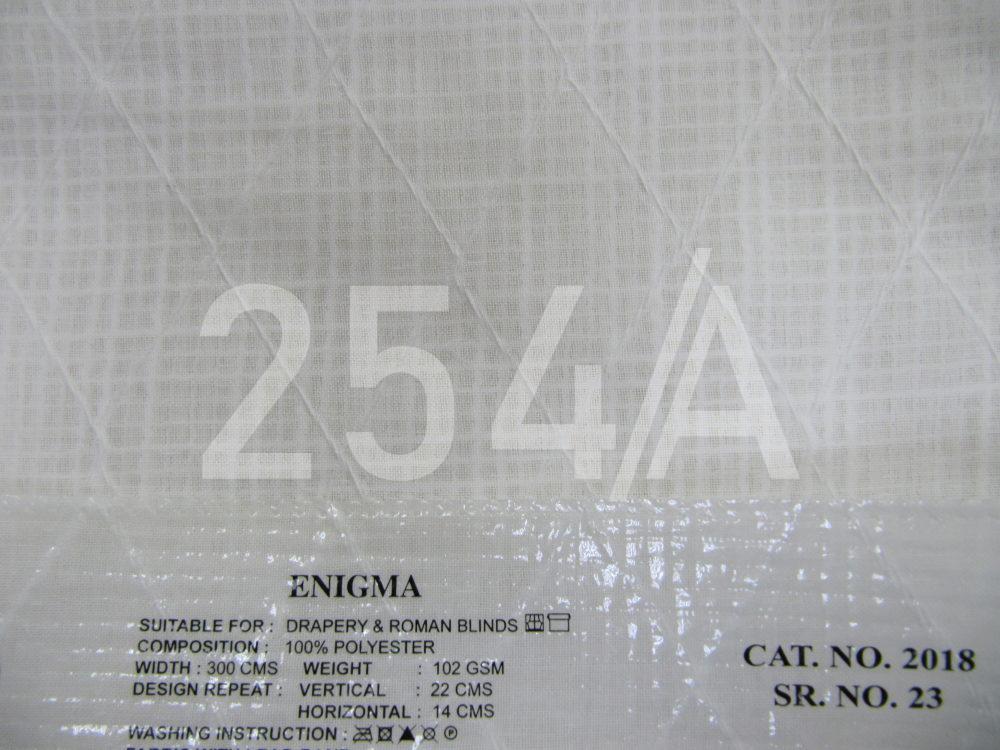 254/A
ENIGMA
SUITABLE FOR : DRAPERY & ROMAN BLINDS
COMPOSITION : 100% POLYESTER
WIDTH : 300 CMS WEIGHT : 102 GSM
DESIGN REPEAT : VERTICAL : 22 CMS
HORIZONTAL : 14 CMS
WASHING INSTRUCTION :
CAT. NO. 2018
SR. NO. 23